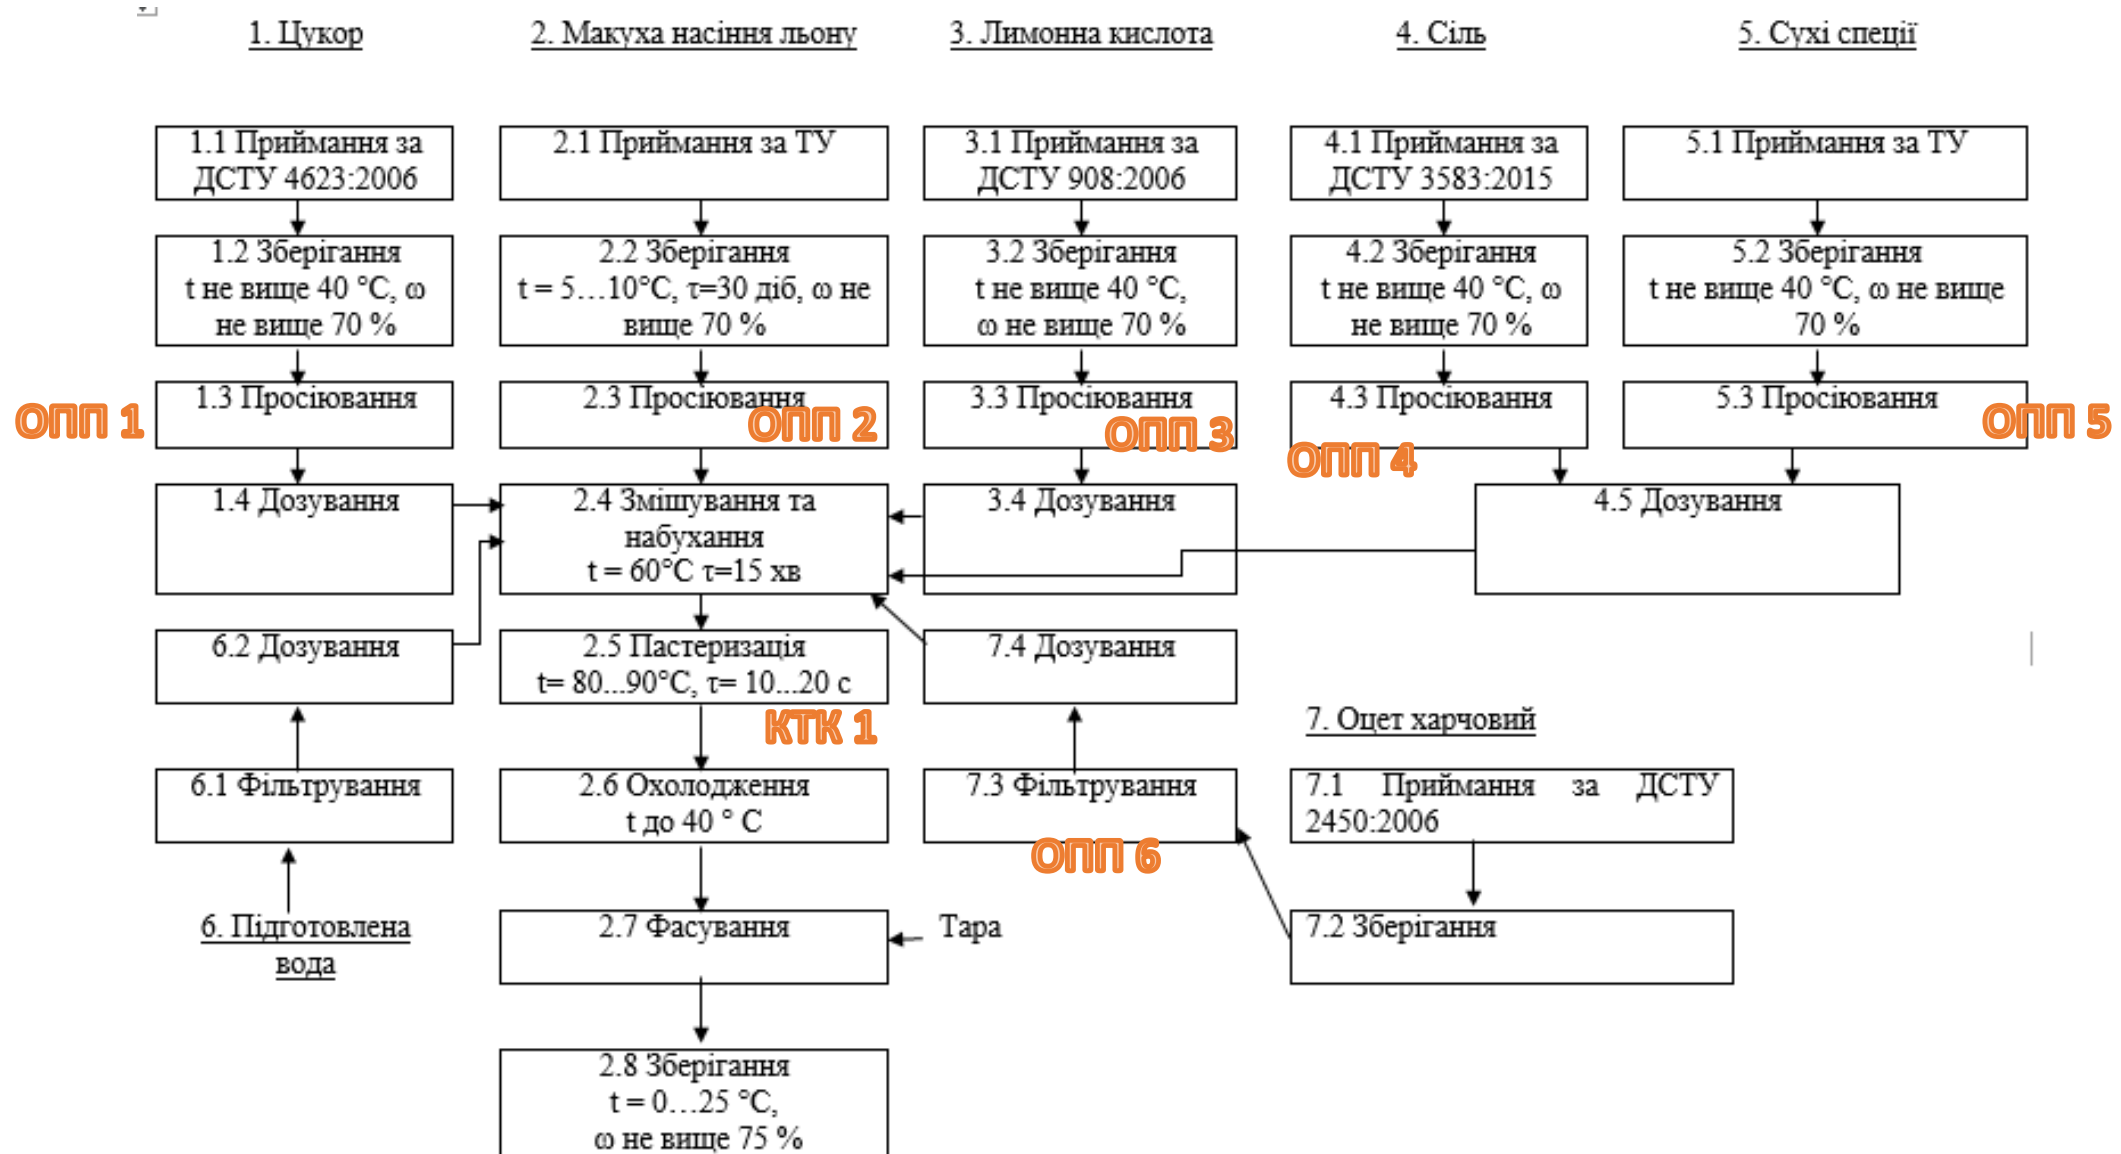 1. Цукор
2. Макуха насіння льону
3. Лимонна кислота
4. Сіль
5. Сухі спеції
1.1 Приймання за
ДСТУ 4623:2006
2.1 Приймання за ТУ
3.1 Приймання за
ДСТУ 908:2006
4.1 Приймання за
ДСТУ 3583:2015
5.1 Приймання за ТУ
1.2 Зберігання
t не вище 40 °С, ω
не вище 70 %
2.2 Зберігання
t = 5…10°С, τ=30 діб, ω не
вище 70 %
3.2 Зберігання
t не вище 40 °С,
ω не вище 70 %
4.2 Зберігання
t не вище 40 °С, ω
не вище 70 %
5.2 Зберігання
t не вище 40 °С, ω не вище
70 %
ОПП 1
1.3 Просіювання
2.3 Просіювання
ОПП 2
3.3 Просіювання
ОПП 3
4.3 Просіювання
ОПП 4
5.3 Просіювання
ОПП 5
1.4 Дозування
2.4 Змішування та
набухання
t = 60°С τ=15 хв
3.4 Дозування
4.5 Дозування
6.2 Дозування
2.5 Пастеризація
t= 80...90°С, τ= 10...20 с
КТК 1
7.4 Дозування
7. Оцет харчовий
6.1 Фільтрування
2.6 Охолодження
t до 40 ° С
7.3 Фільтрування
ОПП 6
7.1 Приймання за ДСТУ
2450:2006
6. Підготовлена
вода
2.7 Фасування
Тара
7.2 Зберігання
2.8 Зберігання
t = 0…25 °С,
ω не вище 75 %